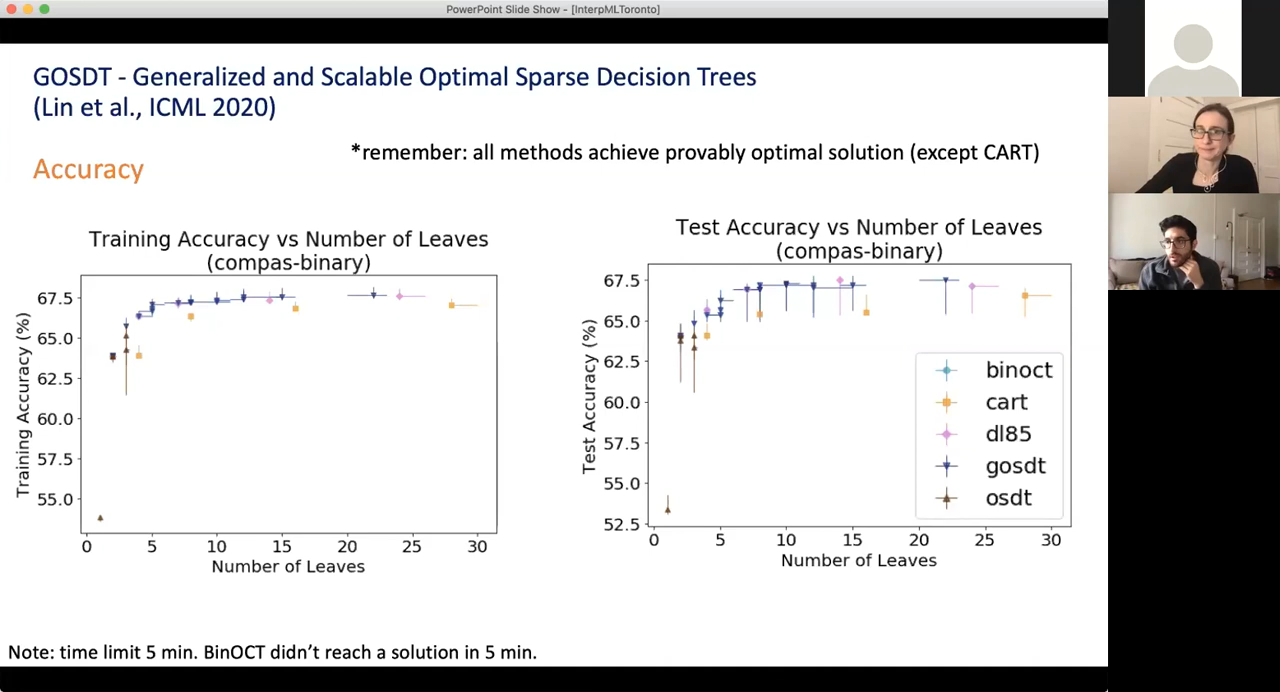 PowerPoint Slide Show - [InterpMLToronto]
GOSDT - Generalized and Scalable Optimal Sparse Decision Trees
(Lin et al., ICML 2020)
*remember: all methods achieve provably optimal solution (except CART)
Accuracy
Training Accuracy vs Number of Leaves
(compas-binary)
Training Accuracy (%)
67.5
65.0
62.5
60.0
57.5
55.0
0 5 10 15 20 25 30
Number of Leaves
Test Accuracy vs Number of Leaves
(compas-binary)
Test Accuracy (%)
67.5
65.0
62.5
60.0
57.5
55.0
52.5
0 5 10 15 20 25 30
Number of Leaves
binoct
cart
dl85
gosdt
osdt
Note: time limit 5 min. BinOCT didn't reach a solution in 5 min.